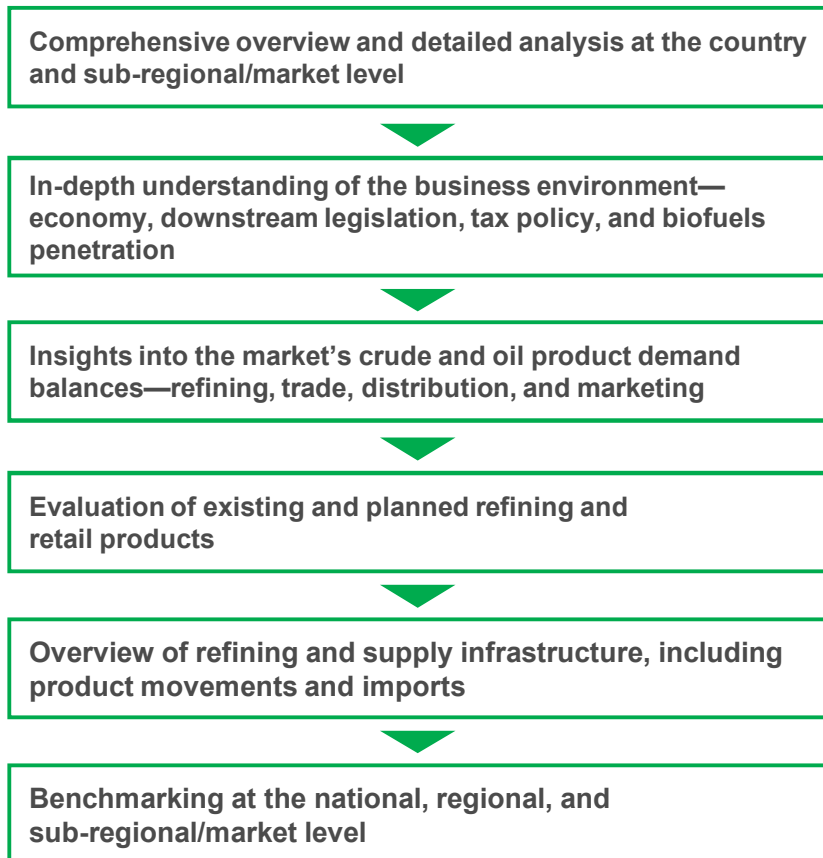 Comprehensive overview and detailed analysis at the country
and sub-regional/market level
In-depth understanding of the business environment—
economy, downstream legislation, tax policy, and biofuels
penetration
Insights into the market’s crude and oil product demand
balances—refining, trade, distribution, and marketing
Evaluation of existing and planned refining and
retail products
Overview of refining and supply infrastructure, including
product movements and imports
Benchmarking at the national, regional, and
sub-regional/market level